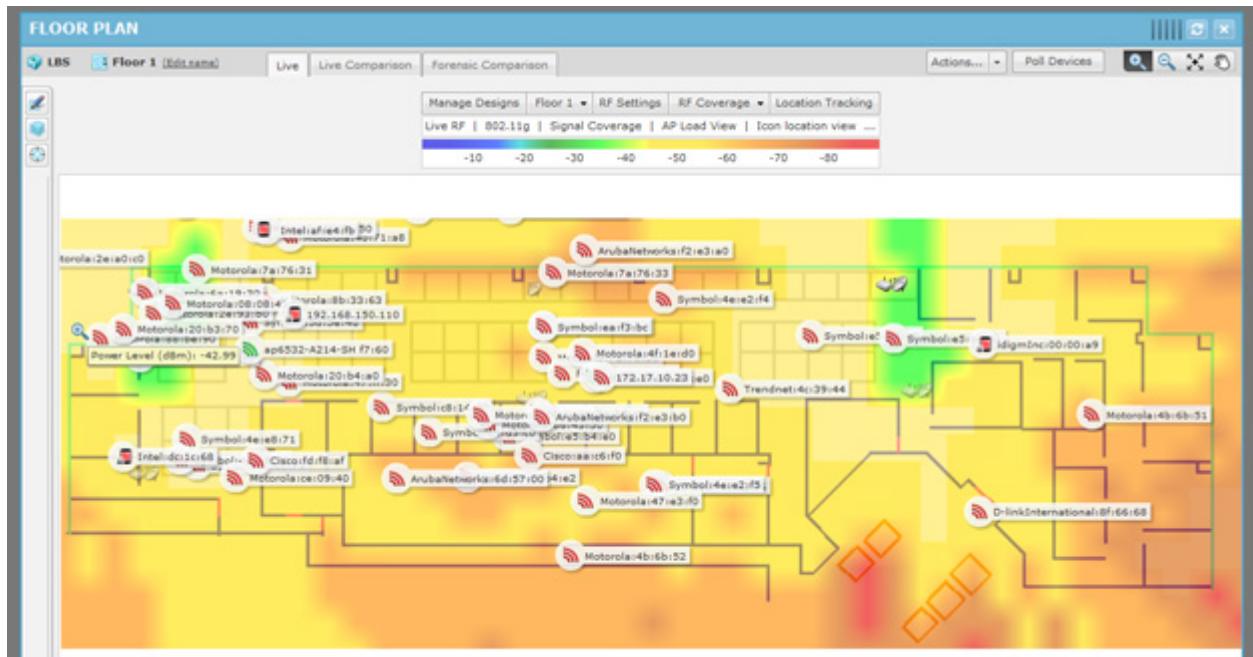 FLOOR PLAN
LBS Floor 1 (Edit name) Live Live Comparison Forensic Comparison Actions... Poll Devices
Manage Designs Floor 1 RF Settings RF Coverage Location Tracking
Live RF | 802.11g | Signal Coverage | AP Load View | Icon location view ...
-10 -20 -30 -40 -50 -60 -70 -80
Intel:af:e4:fb
ArubaNetworks:f2:e3:a0
Motorola:7a:76:31
Motorola:7a:76:33
Symbol:4e:e2:f4
192.168.150.110
Motorola:20:b3:70
Symbol:ea:f3:bc
Power Level (dBm): -42.99
ap6532-A214-SH f7:60
Motorola:4f:1e:d0
idigmInc:00:00:a9
Motorola:20:b4:a0
172.17.10.23
Trendnet:4c:39:44
ArubaNetworks:f2:e3:b0
Motorola:4b:6b:51
Symbol:4e:e8:71
Intel:dc:1c:68
Cisco:fd:f8:af
Cisco:aa:c6:f0
Motorola:ce:09:40
ArubaNetworks:6d:57:00
Symbol:4e:e2:f5
Motorola:47:e3:f0
D-linkInternational:8f:66:68
Motorola:4b:6b:52